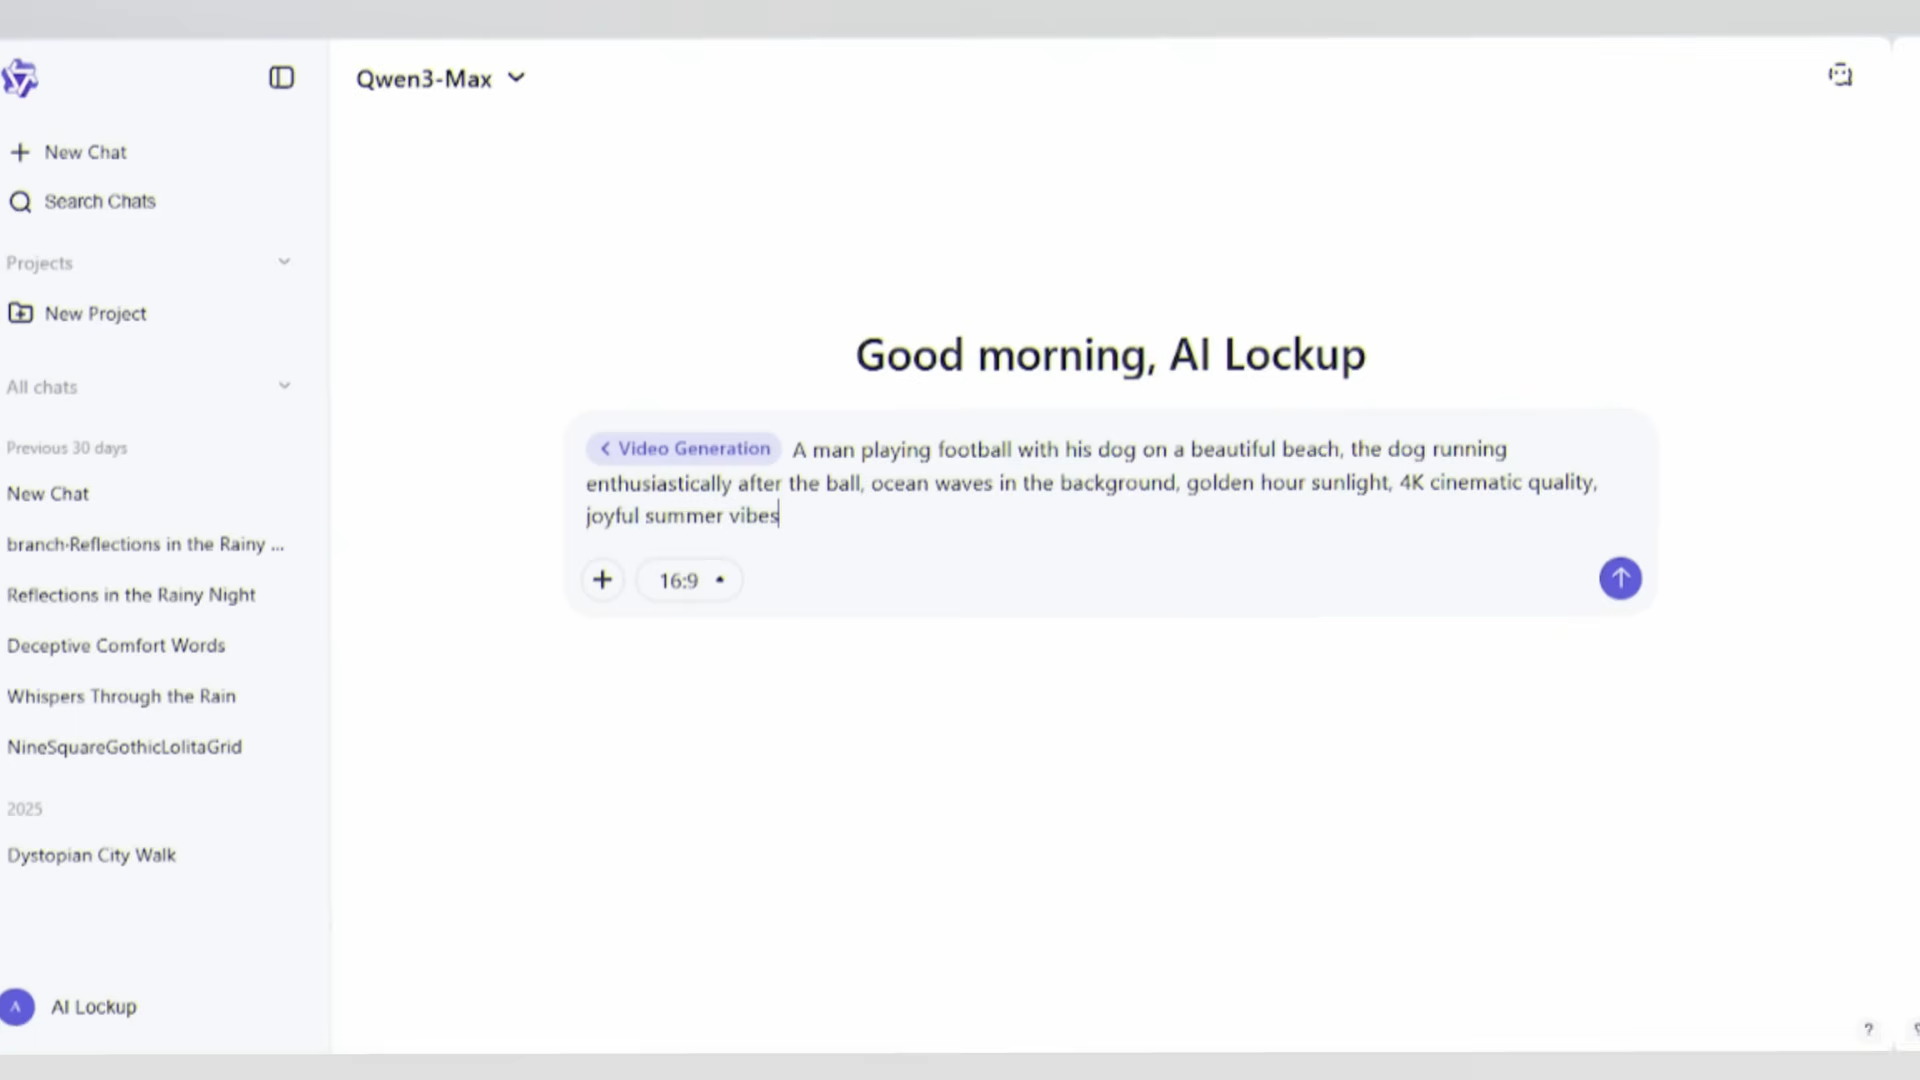 Qwen3-Max
New Chat
Search Chats
Projects
New Project
All chats
Previous 30 days
New Chat
branch·Reflections in the Rainy ...
Reflections in the Rainy Night
Deceptive Comfort Words
Whispers Through the Rain
NineSquareGothicLolitaGrid
2025
Dystopian City Walk
A AI Lockup
Good morning, AI Lockup
Video Generation A man playing football with his dog on a beautiful beach, the dog running
enthusiastically after the ball, ocean waves in the background, golden hour sunlight, 4K cinematic quality,
joyful summer vibes
16:9
?